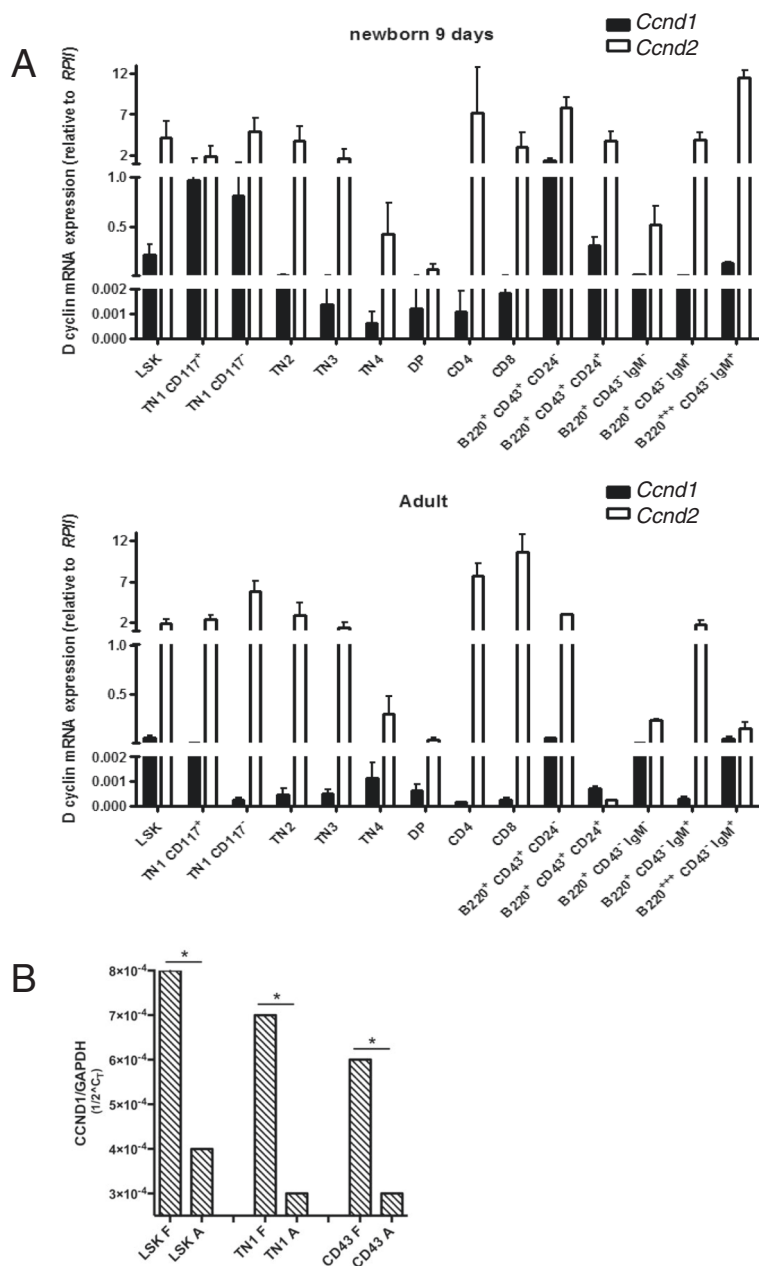 A
newborn 9 days
Ccnd1
Ccnd2
D cyclin mRNA expression (relative to RPII)
12
7
2
1.0
0.5
0.002
0.001
0.000
LSK
TN1 CD117⁺
TN1 CD117⁻
TN2
TN3
TN4
DP
CD4
CD8
B220⁺ CD43⁺ CD24⁻
B220⁺ CD43⁺ CD24⁺
B220⁺ CD43⁻ IgM⁻
B220⁺ CD43⁻ IgM⁺
B220⁺⁺⁺ CD43⁻ IgM⁺
Adult
Ccnd1
Ccnd2
D cyclin mRNA expression (relative to RPII)
12
7
2
1.0
0.5
0.002
0.001
0.000
LSK
TN1 CD117⁺
TN1 CD117⁻
TN2
TN3
TN4
DP
CD4
CD8
B220⁺ CD43⁺ CD24⁻
B220⁺ CD43⁺ CD24⁺
B220⁺ CD43⁻ IgM⁻
B220⁺ CD43⁻ IgM⁺
B220⁺⁺⁺ CD43⁻ IgM⁺
B
CCND1/GAPDH
(1/2^C_T)
8×10⁻⁴
7×10⁻⁴
6×10⁻⁴
5×10⁻⁴
4×10⁻⁴
3×10⁻⁴
*
*
*
LSK F
LSK A
TN1 F
TN1 A
CD43 F
CD43 A